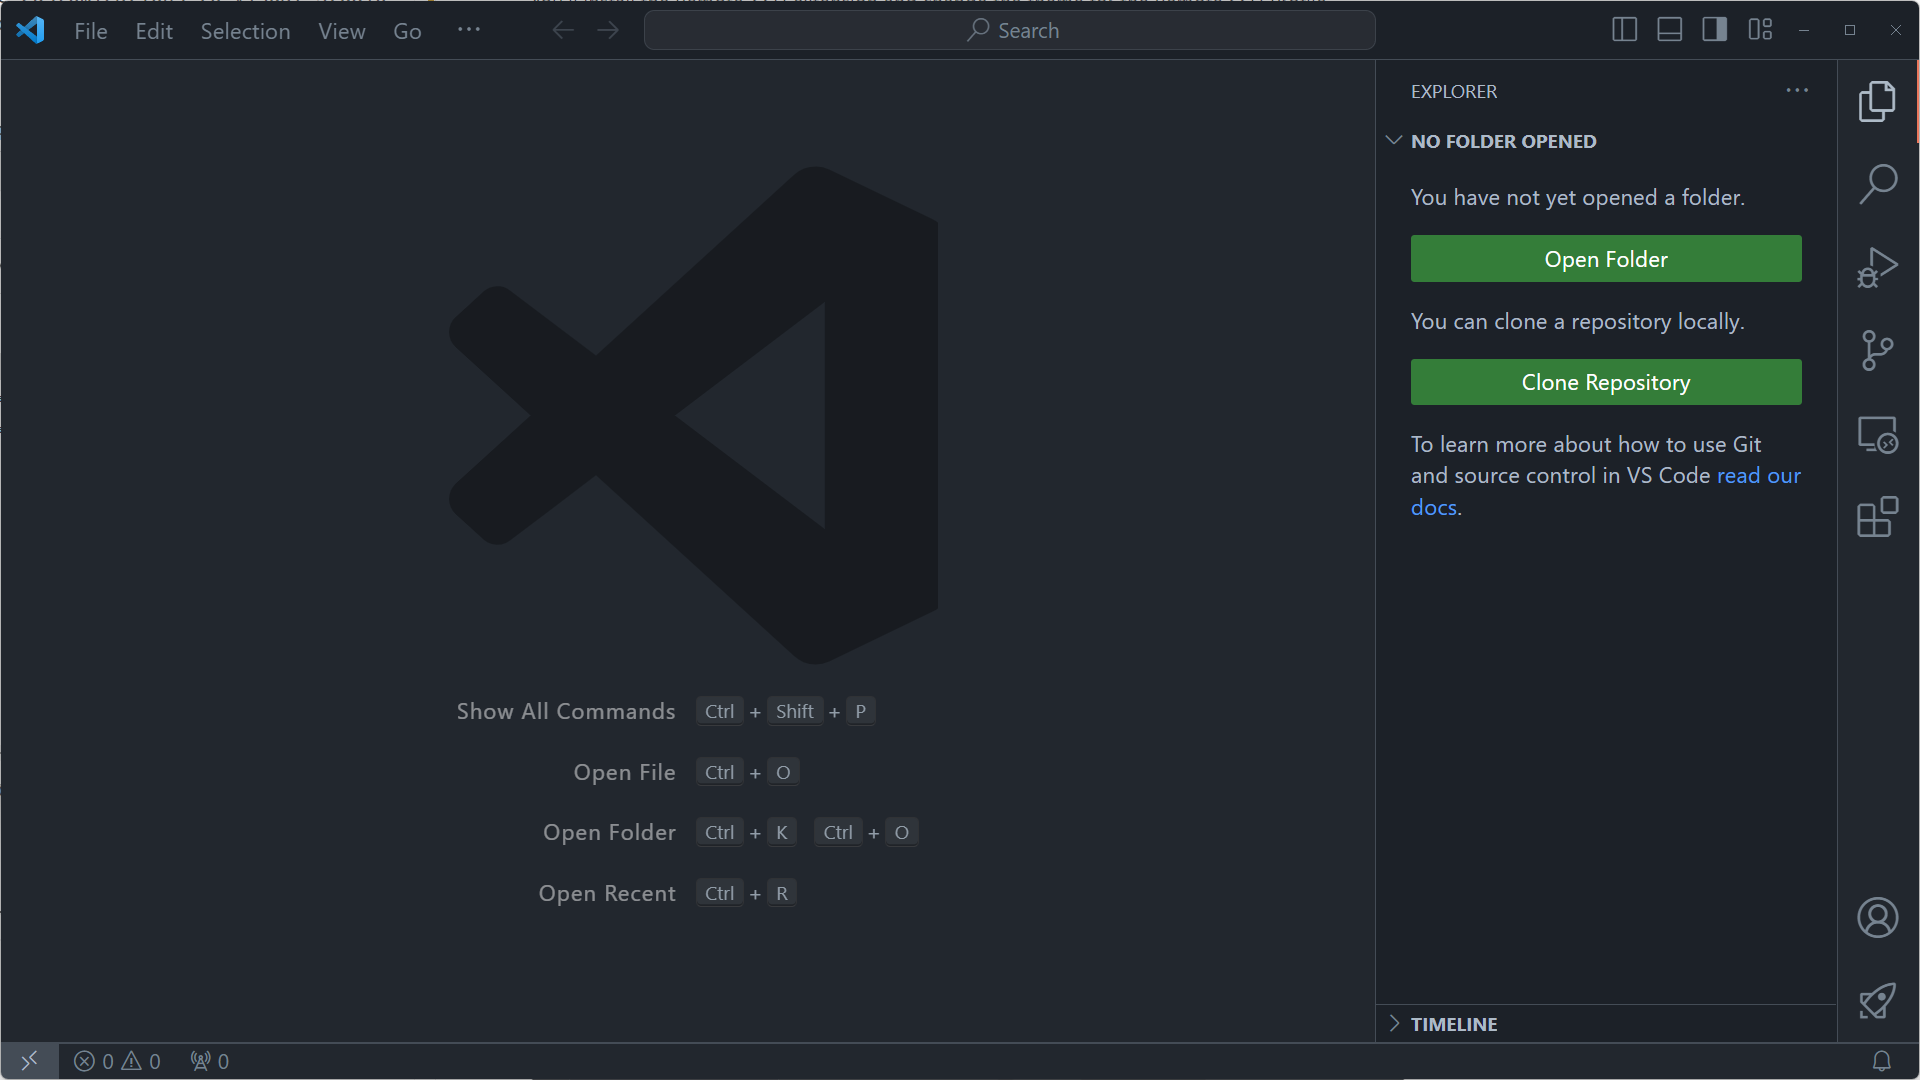 File Edit Selection View Go ···
Search
Show All Commands Ctrl + Shift + P
Open File Ctrl + O
Open Folder Ctrl + K Ctrl + O
Open Recent Ctrl + R
EXPLORER
NO FOLDER OPENED
You have not yet opened a folder.
Open Folder
You can clone a repository locally.
Clone Repository
To learn more about how to use Git
and source control in VS Code read our
docs.
TIMELINE
0 0 0